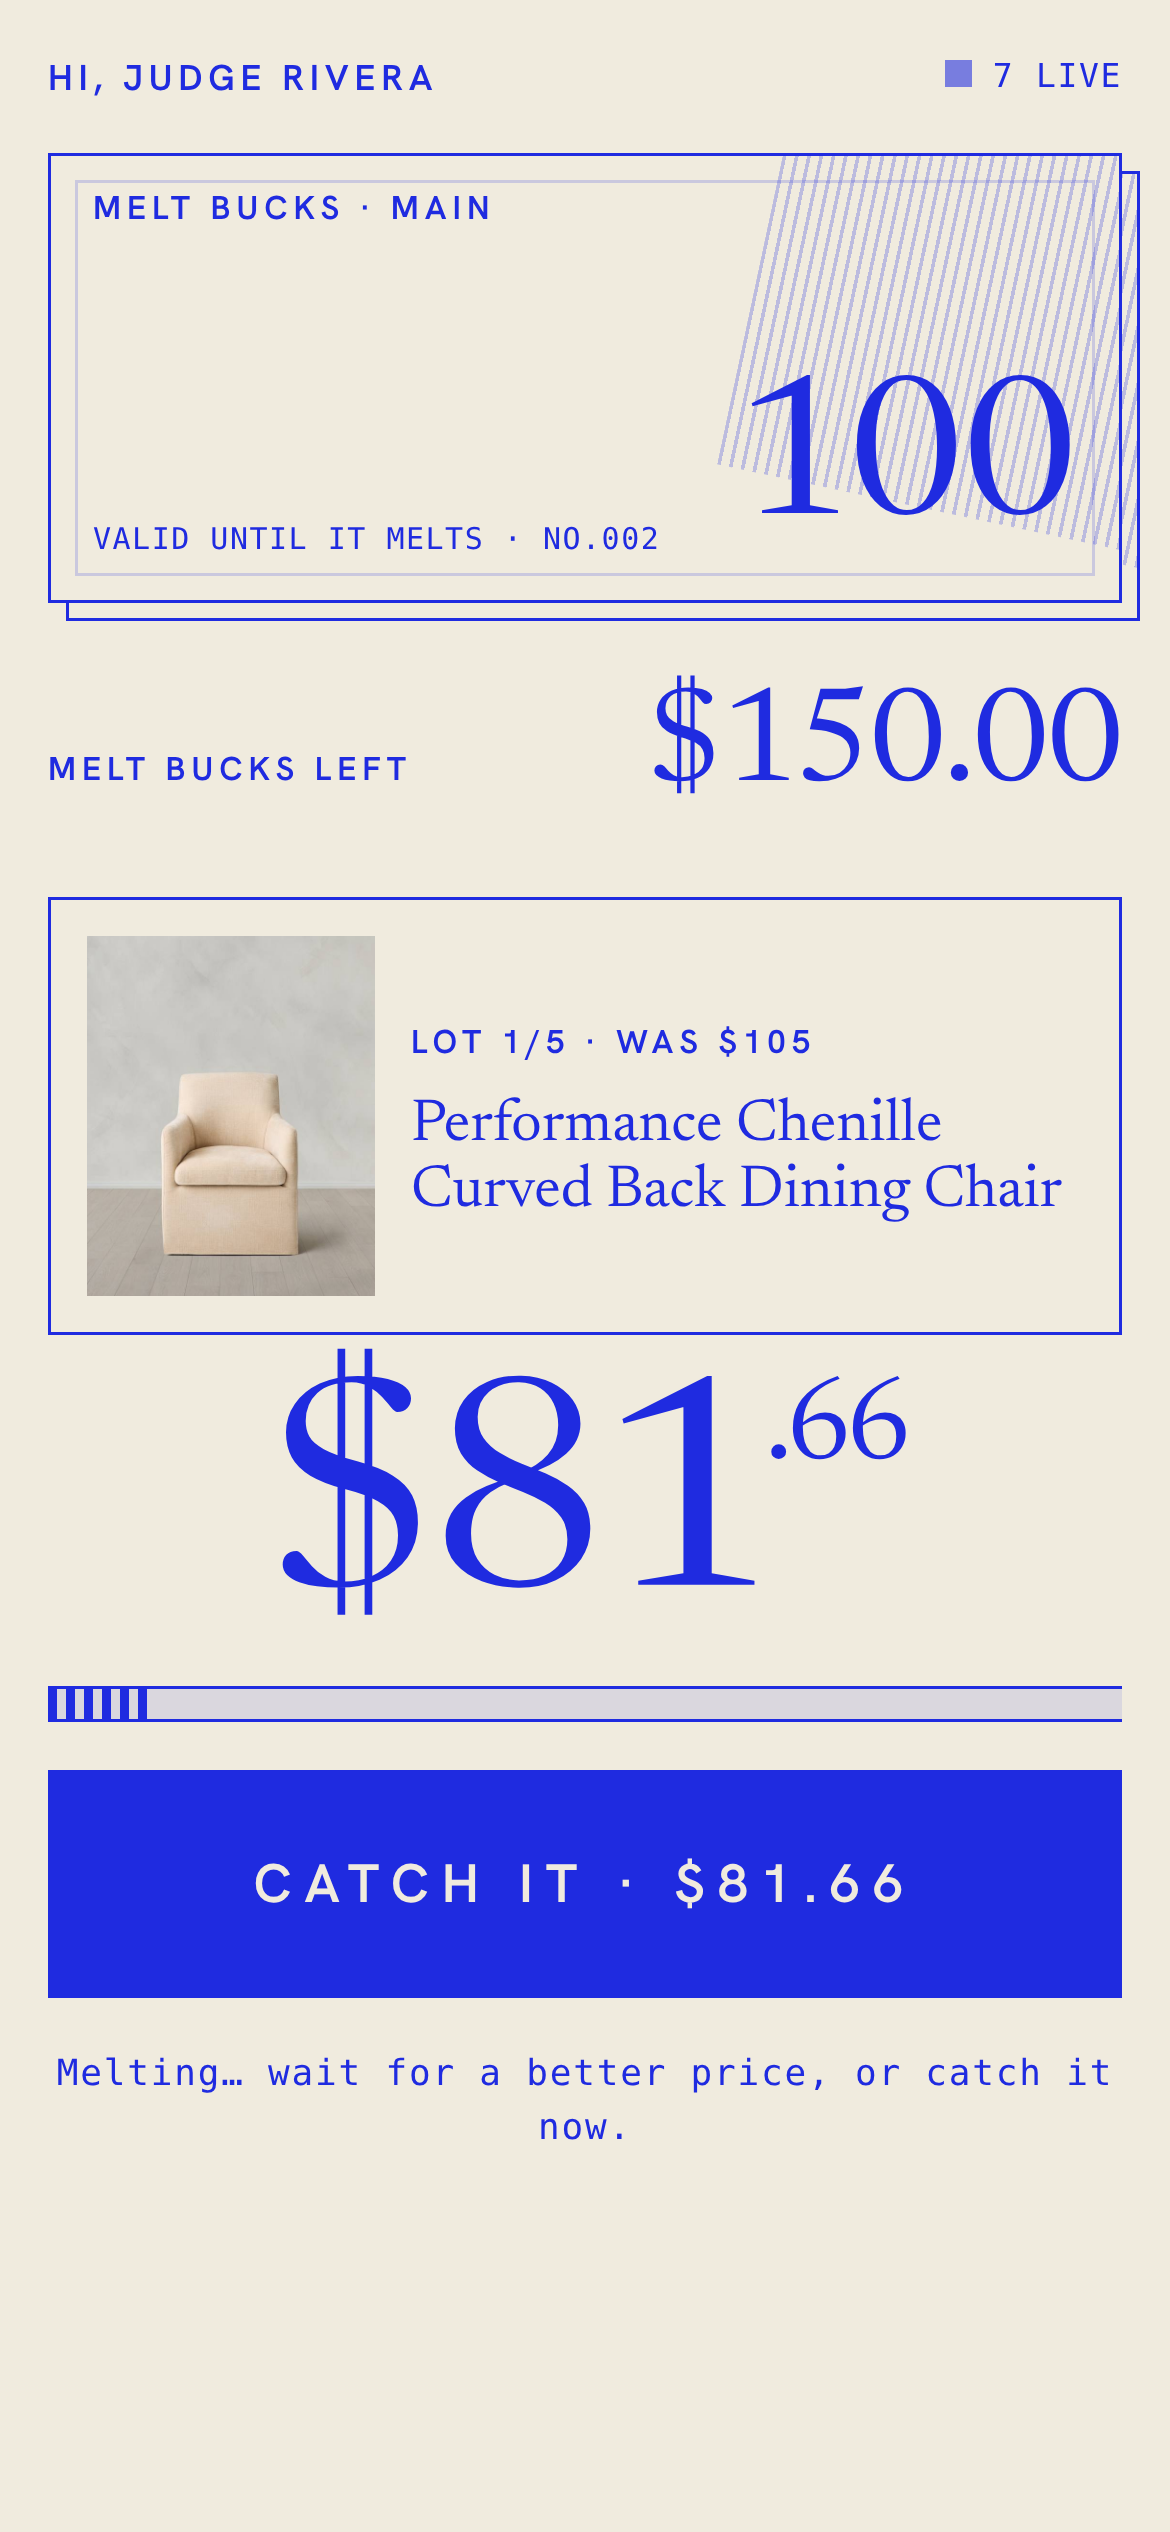 HI, JUDGE RIVERA
7 LIVE
MELT BUCKS · MAIN
100
VALID UNTIL IT MELTS · NO.002
MELT BUCKS LEFT
$150.00
LOT 1/5 · WAS $105
Performance Chenille
Curved Back Dining Chair
$81.66
CATCH IT · $81.66
Melting… wait for a better price, or catch it
now.